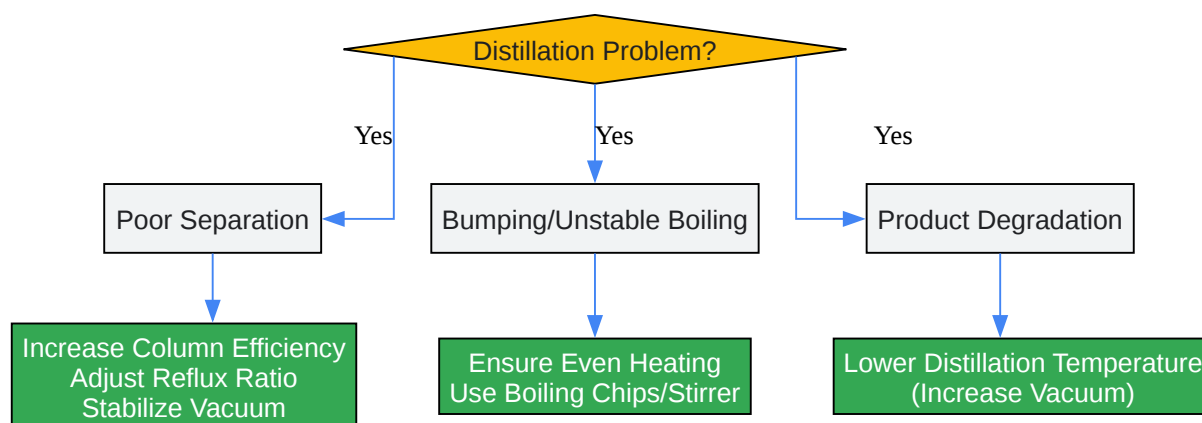 Distillation Problem?
Yes
Yes
Yes
Poor Separation
Bumping/Unstable Boiling
Product Degradation
Increase Column Efficiency
Adjust Reflux Ratio
Stabilize Vacuum
Ensure Even Heating
Use Boiling Chips/Stirrer
Lower Distillation Temperature
(Increase Vacuum)